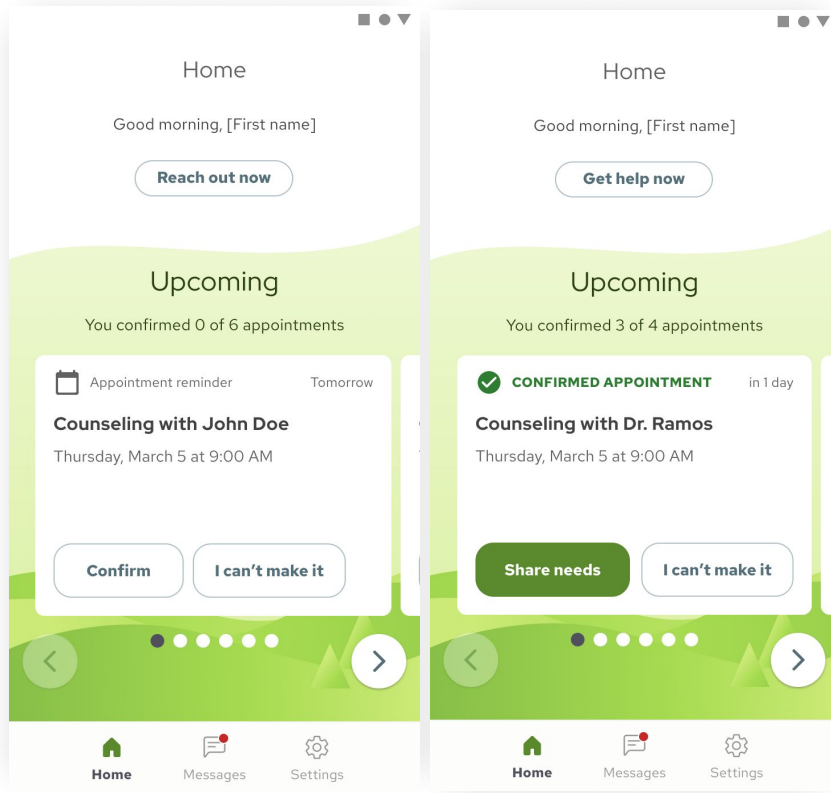 Home
Good morning, [First name]
Reach out now
Upcoming
You confirmed 0 of 6 appointments
Appointment reminder Tomorrow
Counseling with John Doe
Thursday, March 5 at 9:00 AM
Confirm I can't make it
Home Messages Settings
Home
Good morning, [First name]
Get help now
Upcoming
You confirmed 3 of 4 appointments
CONFIRMED APPOINTMENT in 1 day
Counseling with Dr. Ramos
Thursday, March 5 at 9:00 AM
Share needs I can't make it
Home Messages Settings